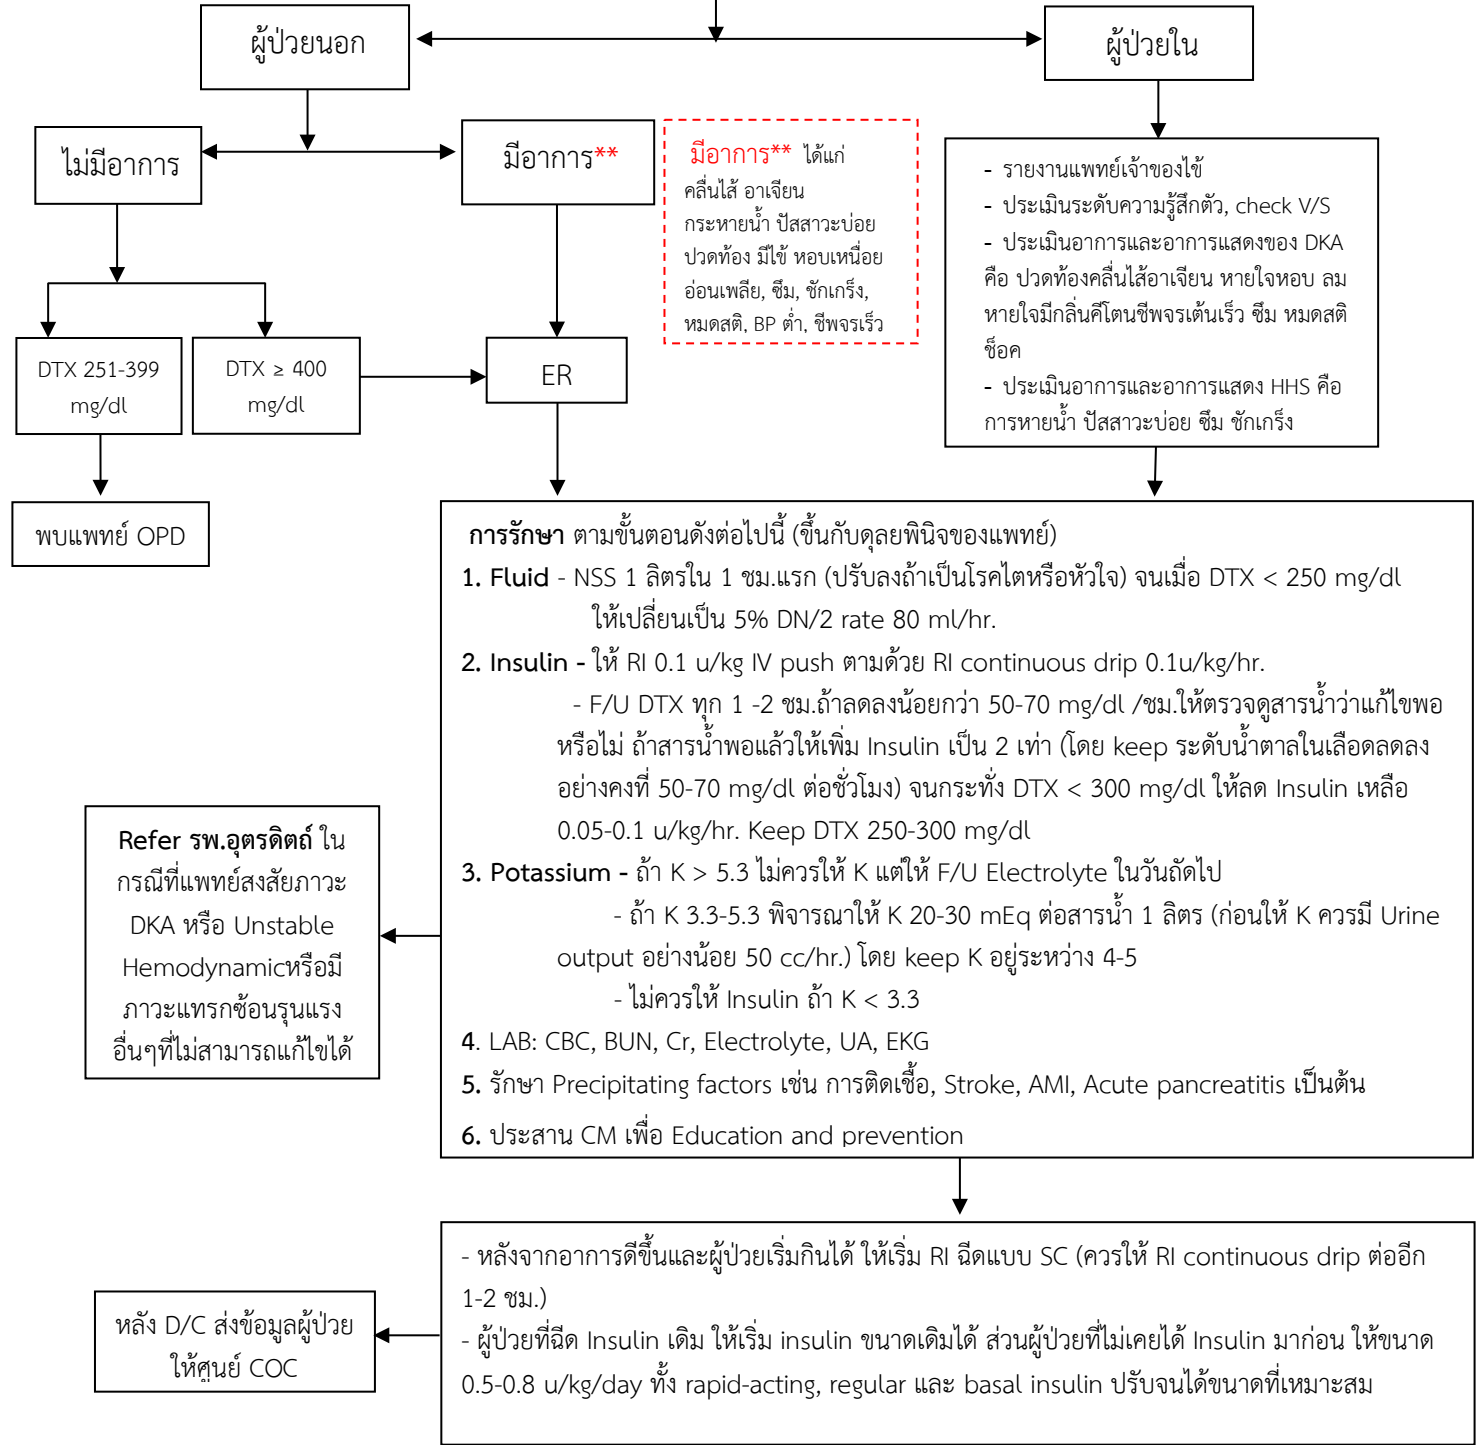 ผู้ป่วยนอก
ผู้ป่วยใน
ไม่มีอาการ
มีอาการ**
มีอาการ** ได้แก่
คลื่นไส้ อาเจียน
กระหายน้ำ ปัสสาวะบ่อย
ปวดท้อง มีไข้ หอบเหนื่อย
อ่อนเพลีย, ซึม, ชักเกร็ง,
หมดสติ, BP ต่ำ, ชีพจรเร็ว
- รายงานแพทย์เจ้าของไข้
- ประเมินระดับความรู้สึกตัว, check V/S
- ประเมินอาการและอาการแสดงของ DKA
คือ ปวดท้องคลื่นไส้อาเจียน หายใจหอบ ลม
หายใจมีกลิ่นคีโตนชีพจรเต้นเร็ว ซึม หมดสติ
ช็อค
- ประเมินอาการและอาการแสดง HHS คือ
การหายน้ำ ปัสสาวะบ่อย ซึม ชักเกร็ง
DTX 251-399
mg/dl
DTX ≥ 400
mg/dl
ER
พบแพทย์ OPD
การรักษา ตามขั้นตอนดังต่อไปนี้ (ขึ้นกับดุลยพินิจของแพทย์)
1. Fluid - NSS 1 ลิตรใน 1 ชม.แรก (ปรับลงถ้าเป็นโรคไตหรือหัวใจ) จนเมื่อ DTX < 250 mg/dl
ให้เปลี่ยนเป็น 5% DN/2 rate 80 ml/hr.
2. Insulin - ให้ RI 0.1 u/kg IV push ตามด้วย RI continuous drip 0.1u/kg/hr.
- F/U DTX ทุก 1 -2 ชม.ถ้าลดลงน้อยกว่า 50-70 mg/dl /ชม.ให้ตรวจดูสารน้ำว่าแก้ไขพอ
หรือไม่ ถ้าสารน้ำพอแล้วให้เพิ่ม Insulin เป็น 2 เท่า (โดย keep ระดับน้ำตาลในเลือดลดลง
อย่างคงที่ 50-70 mg/dl ต่อชั่วโมง) จนกระทั่ง DTX < 300 mg/dl ให้ลด Insulin เหลือ
0.05-0.1 u/kg/hr. Keep DTX 250-300 mg/dl
3. Potassium - ถ้า K > 5.3 ไม่ควรให้ K แต่ให้ F/U Electrolyte ในวันถัดไป
- ถ้า K 3.3-5.3 พิจารณาให้ K 20-30 mEq ต่อสารน้ำ 1 ลิตร (ก่อนให้ K ควรมี Urine
output อย่างน้อย 50 cc/hr.) โดย keep K อยู่ระหว่าง 4-5
- ไม่ควรให้ Insulin ถ้า K < 3.3
4. LAB: CBC, BUN, Cr, Electrolyte, UA, EKG
5. รักษา Precipitating factors เช่น การติดเชื้อ, Stroke, AMI, Acute pancreatitis เป็นต้น
6. ประสาน CM เพื่อ Education and prevention
Refer รพ.อุตรดิตถ์ ใน
กรณีที่แพทย์สงสัยภาวะ
DKA หรือ Unstable
Hemodynamicหรือมี
ภาวะแทรกซ้อนรุนแรง
อื่นๆที่ไม่สามารถแก้ไขได้
- หลังจากอาการดีขึ้นและผู้ป่วยเริ่มกินได้ ให้เริ่ม RI ฉีดแบบ SC (ควรให้ RI continuous drip ต่ออีก
1-2 ชม.)
- ผู้ป่วยที่ฉีด Insulin เดิม ให้เริ่ม insulin ขนาดเดิมได้ ส่วนผู้ป่วยที่ไม่เคยได้ Insulin มาก่อน ให้ขนาด
0.5-0.8 u/kg/day ทั้ง rapid-acting, regular และ basal insulin ปรับจนได้ขนาดที่เหมาะสม
หลัง D/C ส่งข้อมูลผู้ป่วย
ให้ศูนย์ COC